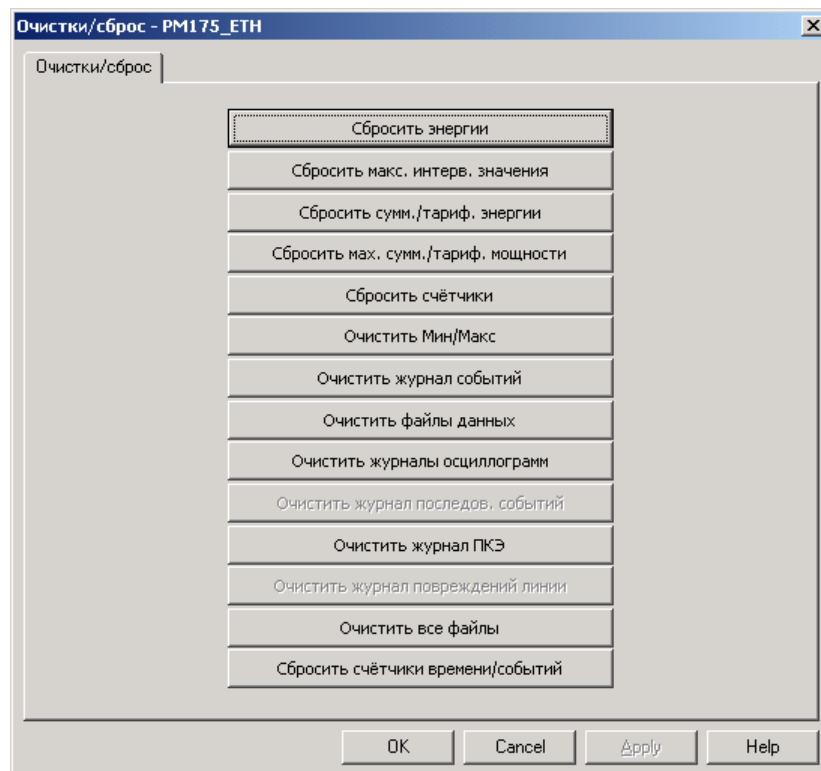 Очистки/сброс - PM175_ETH
Очистки/сброс
Сбросить энергии
Сбросить макс. интерв. значения
Сбросить сумм./тариф. энергии
Сбросить мах. сумм./тариф. мощности
Сбросить счётчики
Очистить Мин/Макс
Очистить журнал событий
Очистить файлы данных
Очистить журналы осциллограмм
Очистить журнал последов. событий
Очистить журнал ПКЭ
Очистить журнал повреждений линии
Очистить все файлы
Сбросить счётчики времени/событий
OK
Cancel
Apply
Help